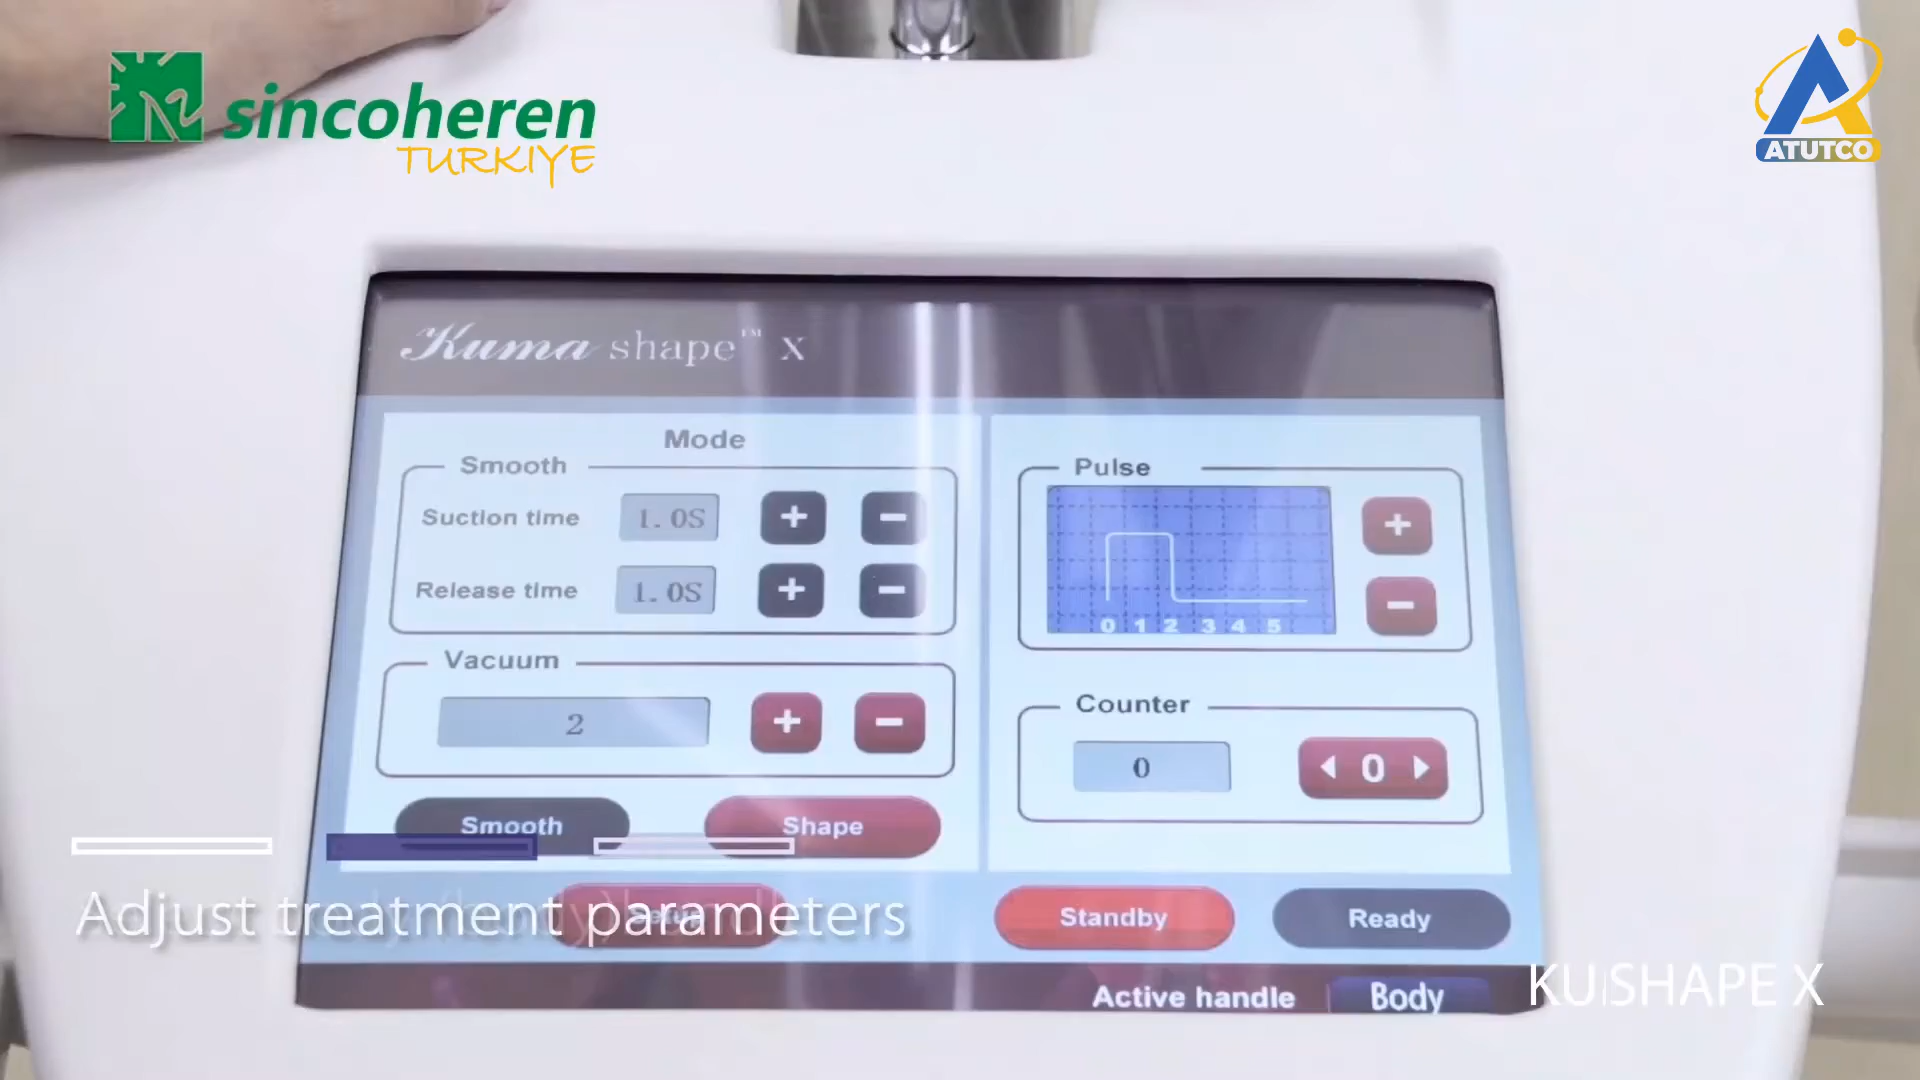 sincoheren
TURKIYE
ATUTCO
Kuma shape™ X
Mode
Smooth
Suction time 1.0S + −
Release time 1.0S + −
Vacuum
2 + −
Smooth Shape
Pulse
+
−
0 1 2 3 4 5
Counter
0 0
Adjust treatment parameters
Standby Ready
Active handle Body
SHAPE X